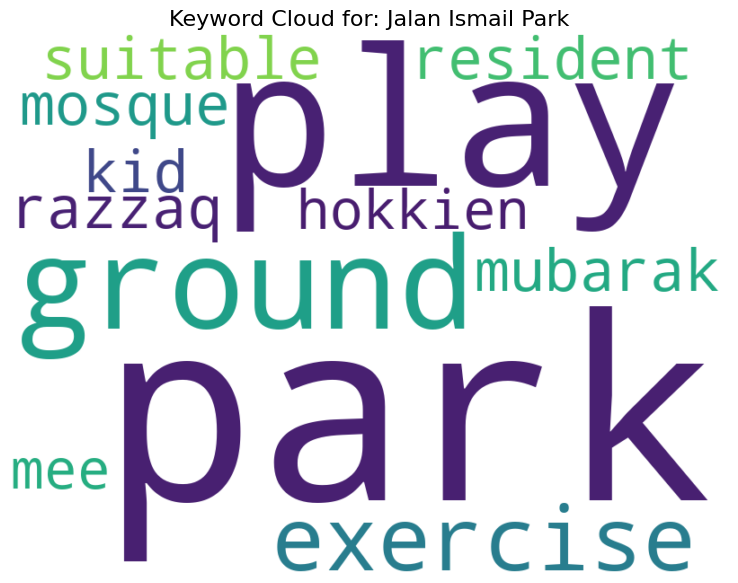 Keyword Cloud for: Jalan Ismail Park
suitable
resident
play
mosque
kid
razzaq
hokkien
ground
mubarak
park
mee
exercise